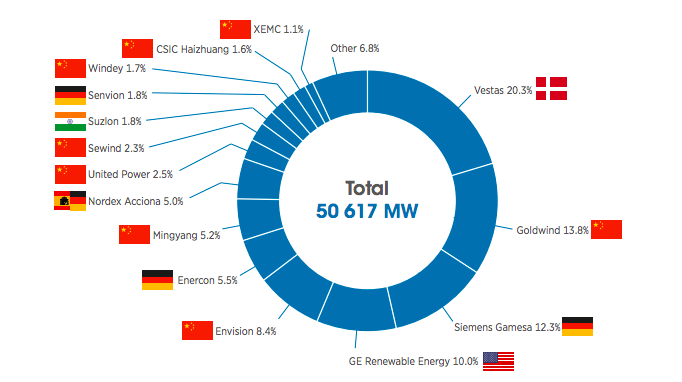 XEMC 1.1%
CSIC Haizhuang 1.6%
Other 6.8%
Windey 1.7%
Vestas 20.3%
Senvion 1.8%
Suzlon 1.8%
Sewind 2.3%
United Power 2.5%
Total
Nordex Acciona 5.0%
50 617 MW
Goldwind 13.8%
Mingyang 5.2%
Enercon 5.5%
Siemens Gamesa 12.3%
Envision 8.4%
GE Renewable Energy 10.0%